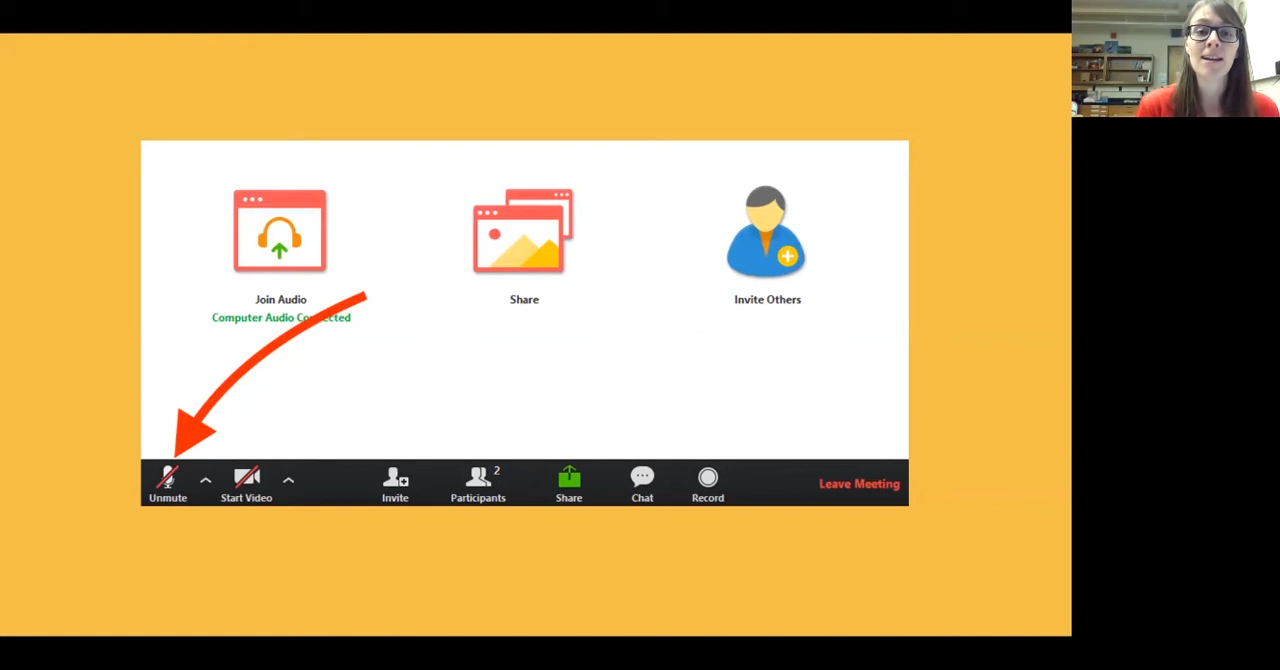 Join Audio
Computer Audio Connected
Share
Invite Others
Unmute
Start Video
Invite
Participants
2
Share
Chat
Record
Leave Meeting